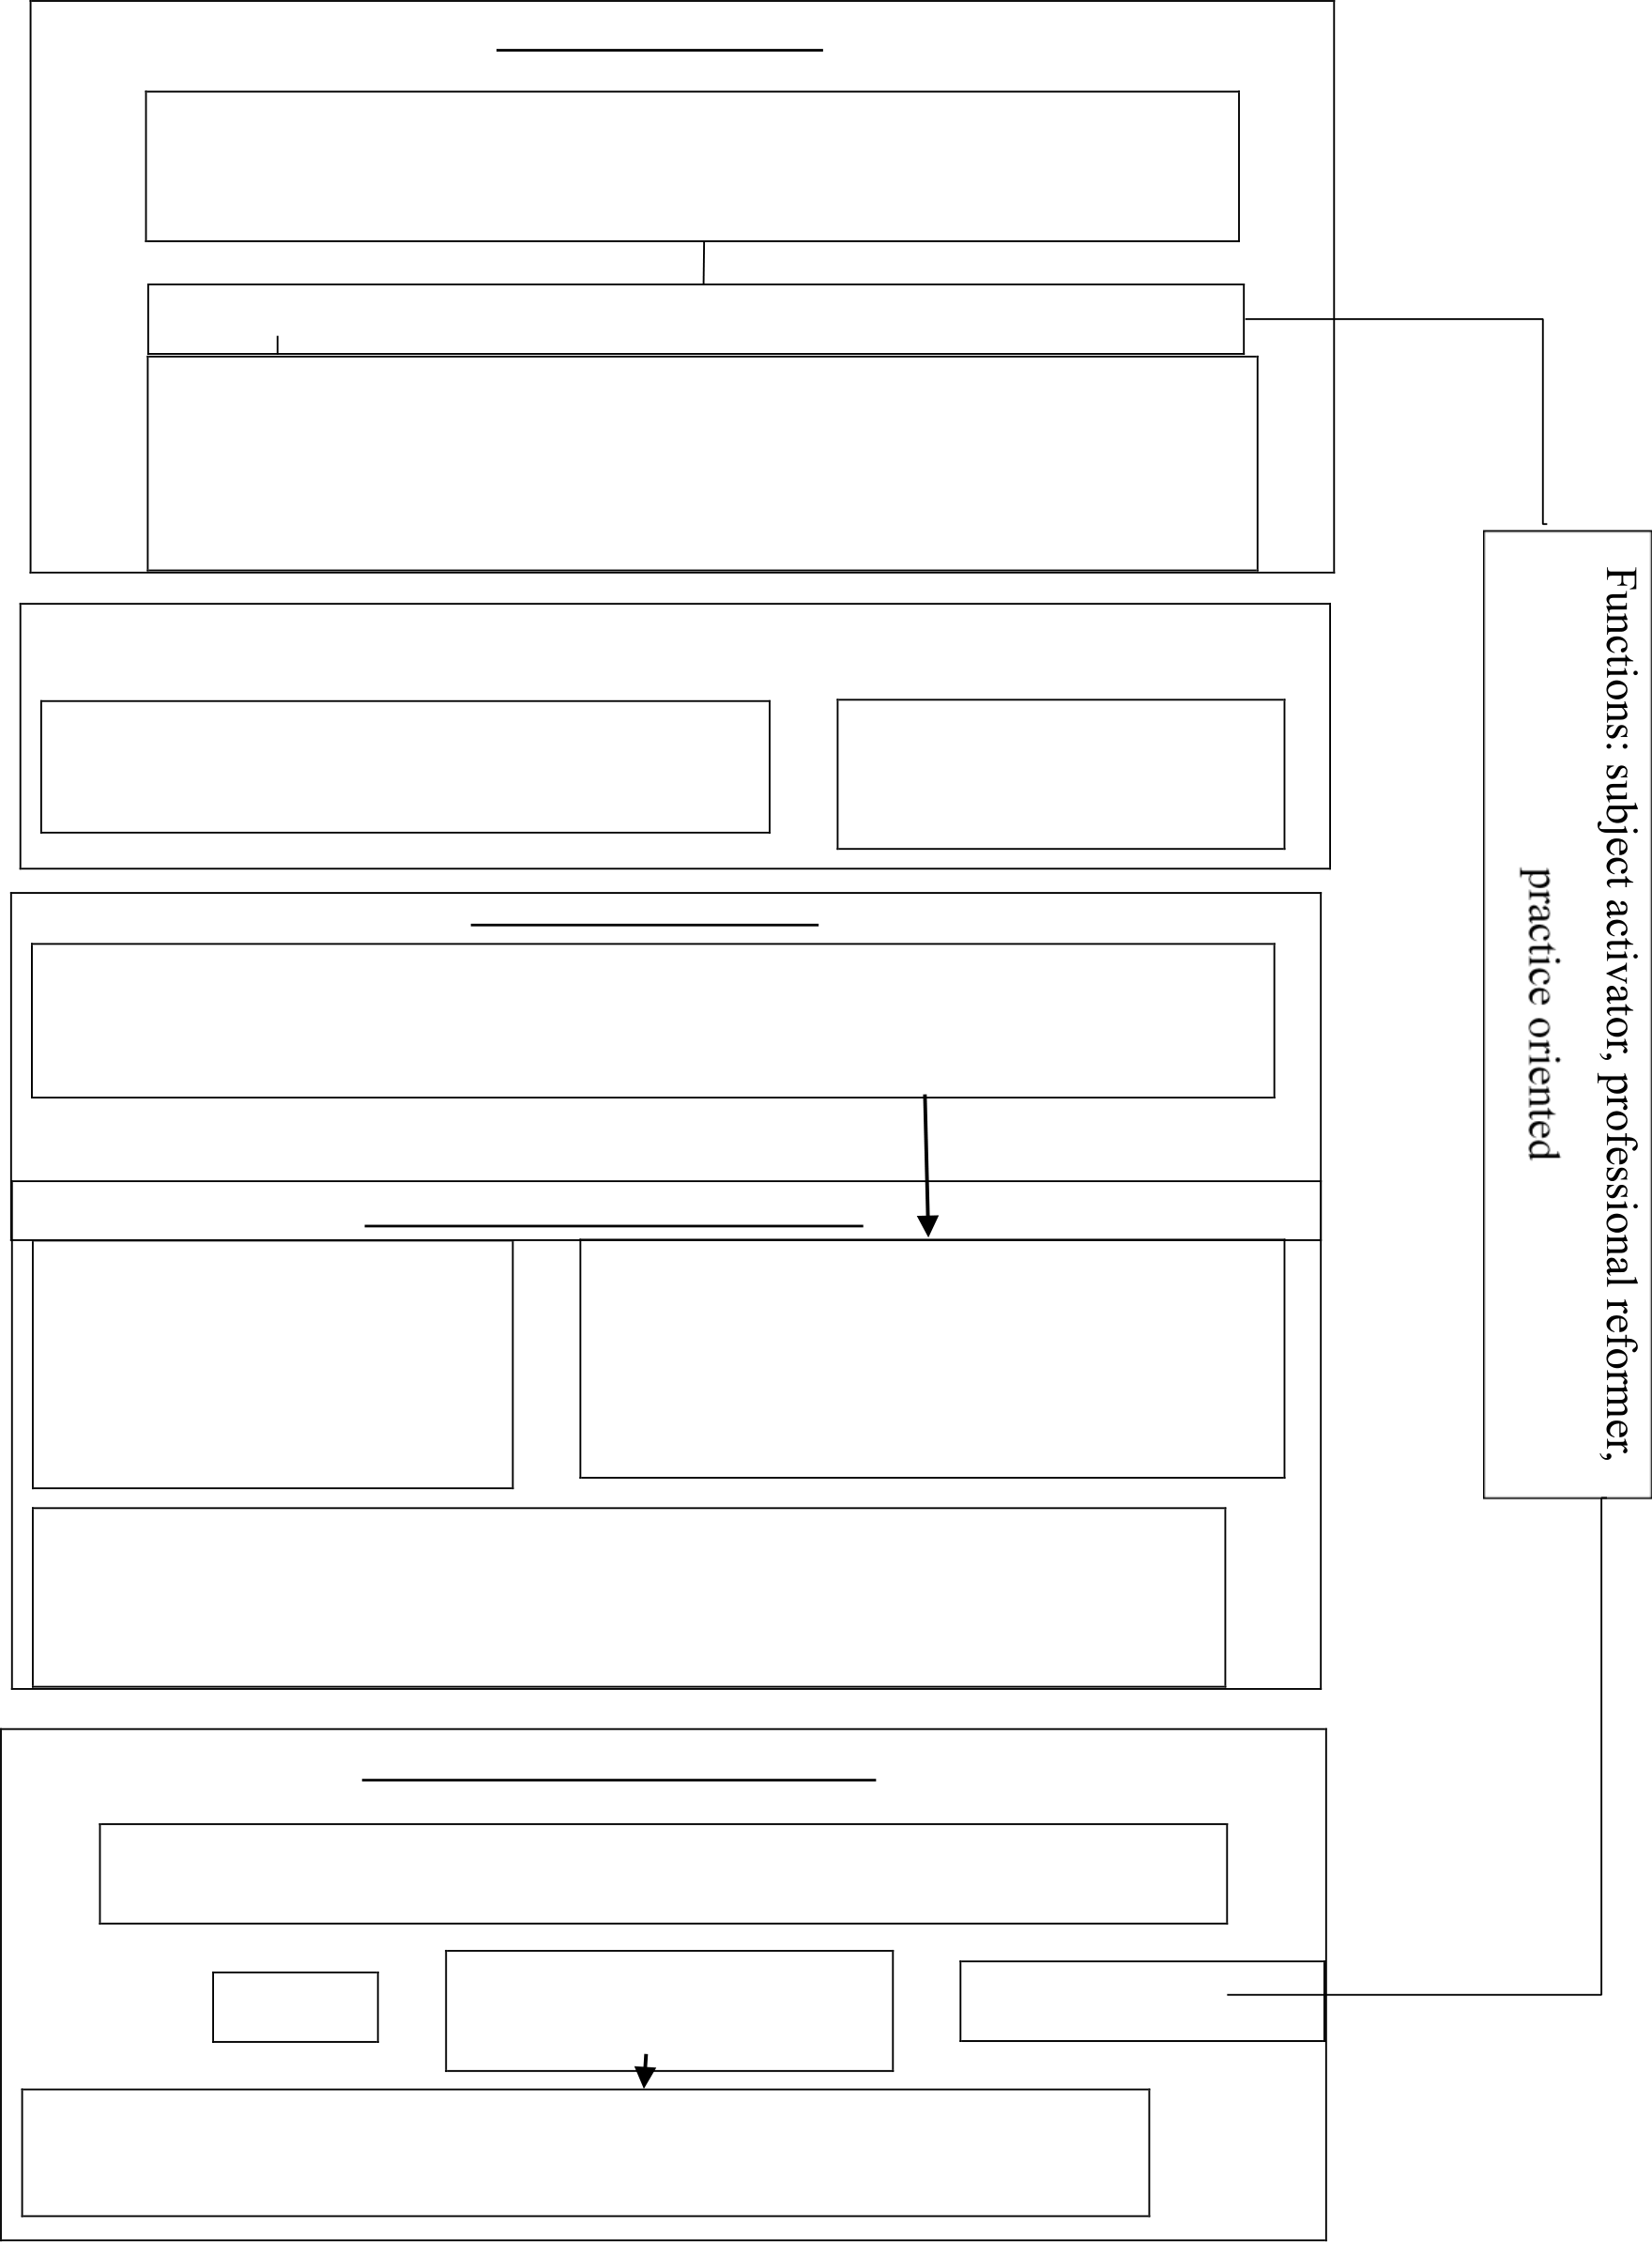 Functions: subject activator, professional reformer,
practice oriented